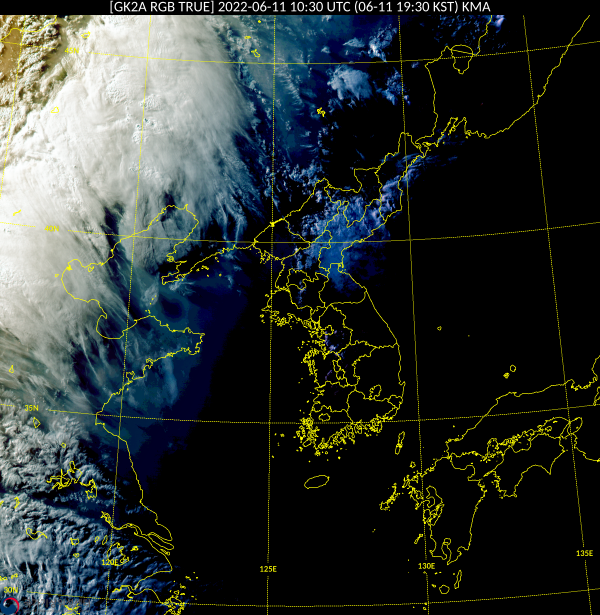 [GK2A RGB TRUE] 2022-06-11 10:30 UTC (06-11 19:30 KST) KMA
35N
135E
120E
125E
130E
30N